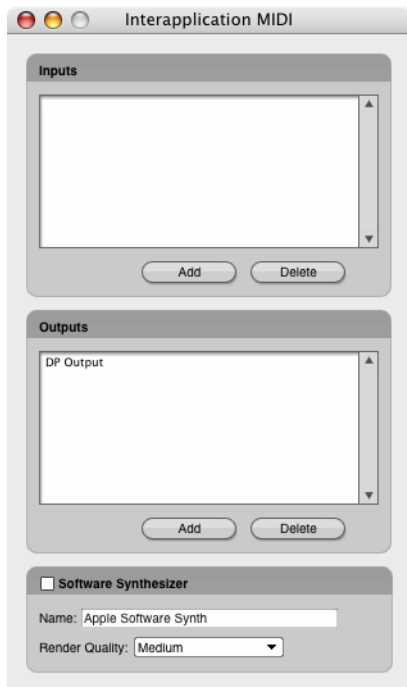 Interapplication MIDI
Inputs
Add Delete
Outputs
DP Output
Add Delete
Software Synthesizer
Name: Apple Software Synth
Render Quality: Medium